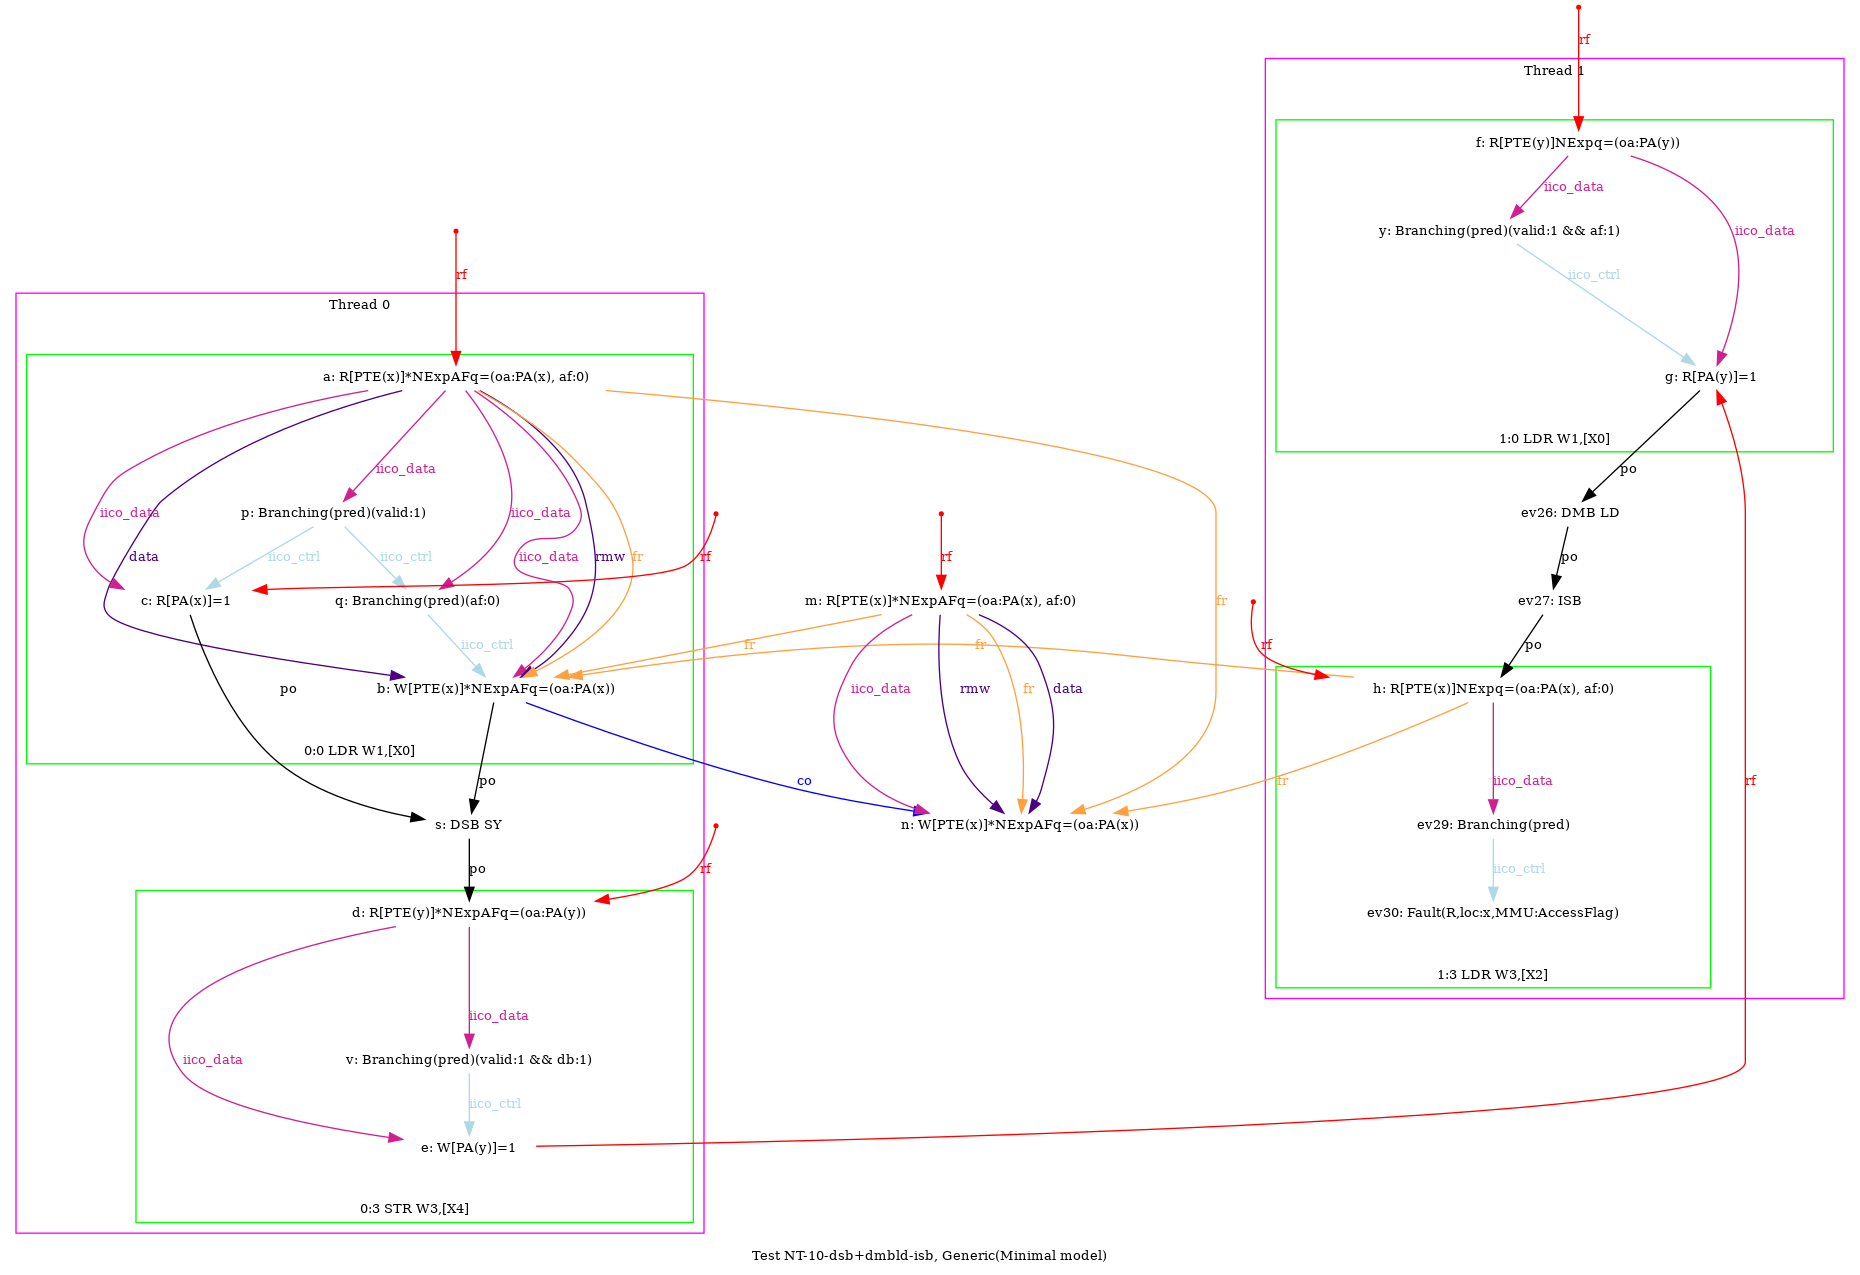 rf
Thread 1
f: R[PTE(y)]NExpq=(oa:PA(y))
iico_data
y: Branching(pred)(valid:1 && af:1)
iico_data
iico_ctrl
g: R[PA(y)]=1
1:0 LDR W1,[X0]
po
ev26: DMB LD
po
ev27: ISB
po
rf
h: R[PTE(x)]NExpq=(oa:PA(x), af:0)
iico_data
fr
rf
ev29: Branching(pred)
iico_ctrl
ev30: Fault(R,loc:x,MMU:AccessFlag)
1:3 LDR W3,[X2]
rf
Thread 0
a: R[PTE(x)]*NExpAFq=(oa:PA(x), af:0)
iico_data
iico_data
p: Branching(pred)(valid:1)
iico_data
data
iico_ctrl
iico_ctrl
iico_data
rmw
fr
rf
c: R[PA(x)]=1
q: Branching(pred)(af:0)
iico_ctrl
b: W[PTE(x)]*NExpAFq=(oa:PA(x))
po
0:0 LDR W1,[X0]
po
co
s: DSB SY
po
rf
d: R[PTE(y)]*NExpAFq=(oa:PA(y))
iico_data
iico_data
v: Branching(pred)(valid:1 && db:1)
iico_ctrl
e: W[PA(y)]=1
0:3 STR W3,[X4]
rf
m: R[PTE(x)]*NExpAFq=(oa:PA(x), af:0)
fr
fr
fr
iico_data
rmw
fr
data
n: W[PTE(x)]*NExpAFq=(oa:PA(x))
Test NT-10-dsb+dmbld-isb, Generic(Minimal model)